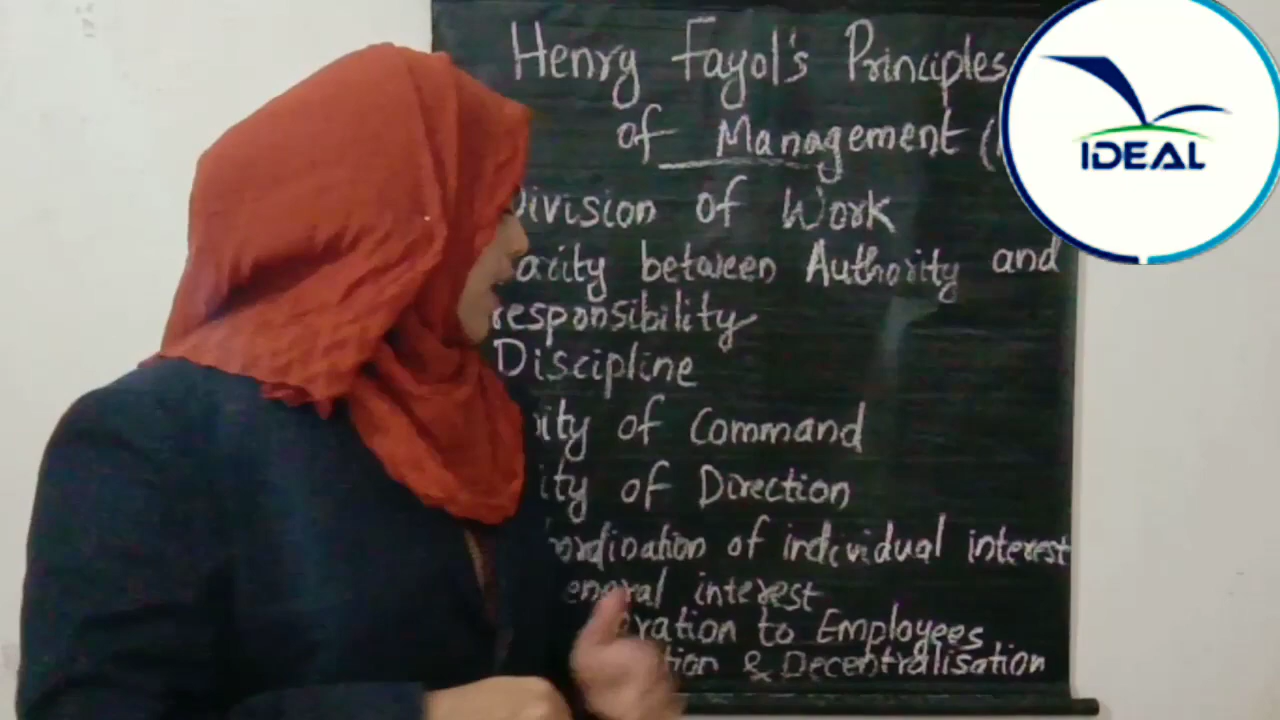 Henry Fayol's Principles
of Management (
Division of Work
between Authority and
responsibility
Discipline
of Command
of Direction
of individual interest
interest
to Employees
& Decentralisation
IDEAL